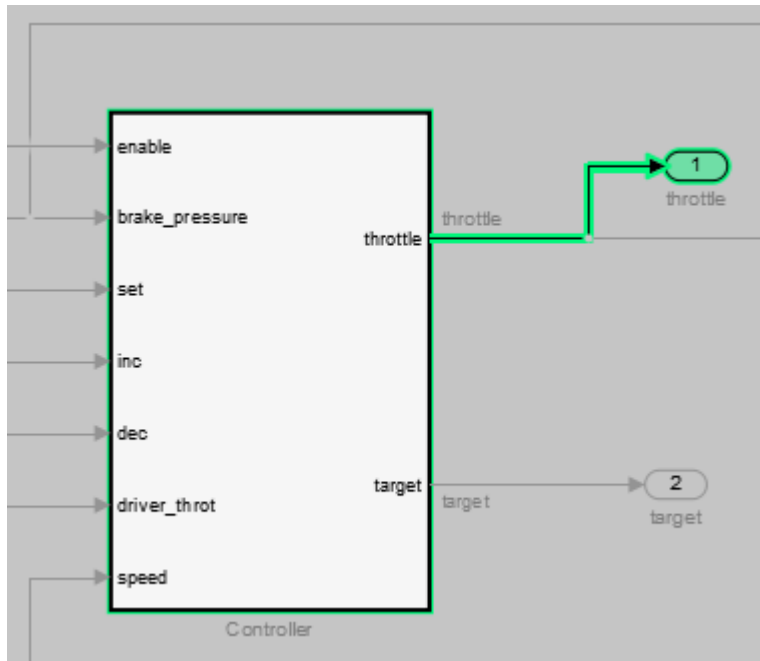 enable
brake_pressure
set
inc
dec
driver_throt
speed
throttle
target
throttle
target
1
throttle
2
target
Controller